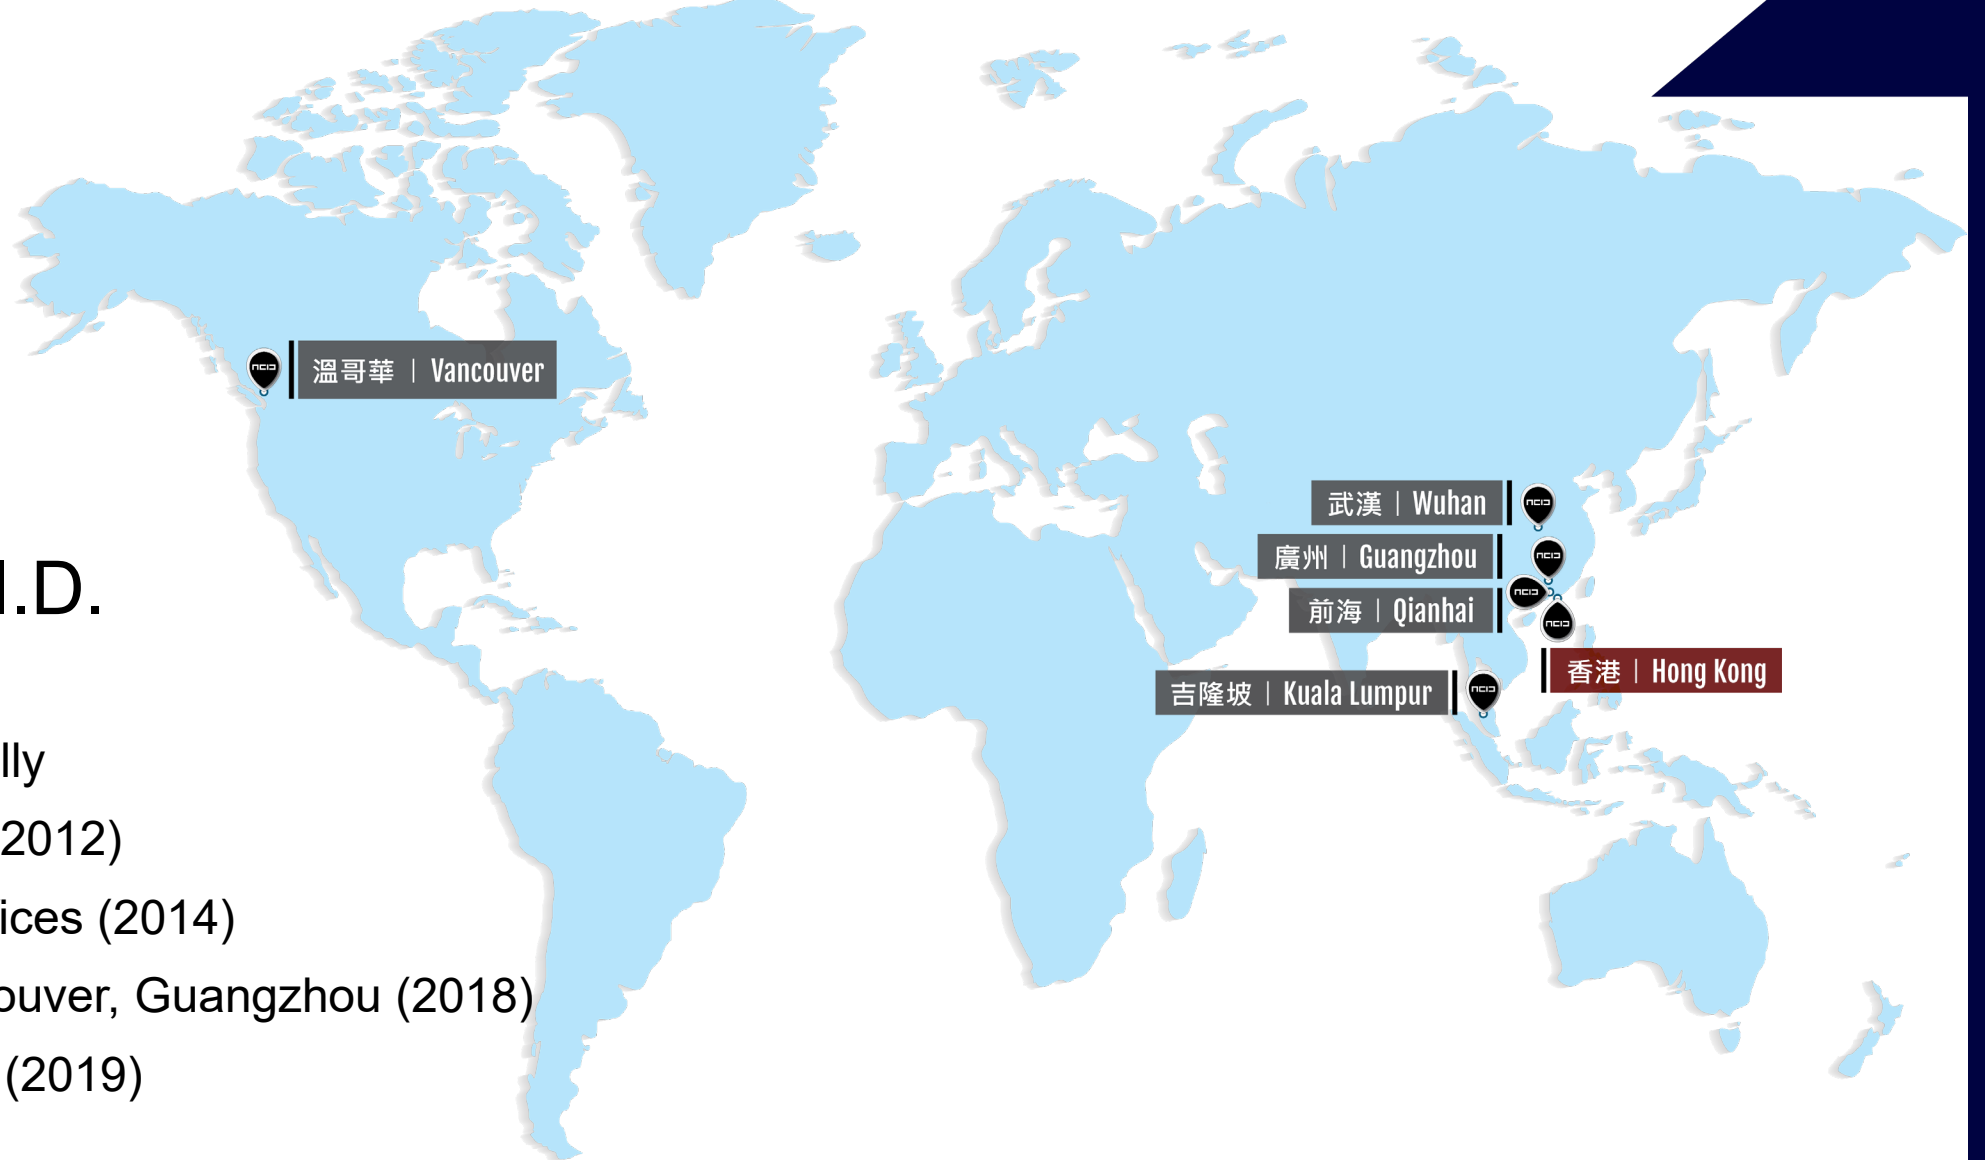 溫哥華 | Vancouver
武漢 | Wuhan
廣州 | Guangzhou
前海 | Qianhai
香港 | Hong Kong
吉隆坡 | Kuala Lumpur
I.D.
lly
2012)
ices (2014)
ouver, Guangzhou (2018)
(2019)